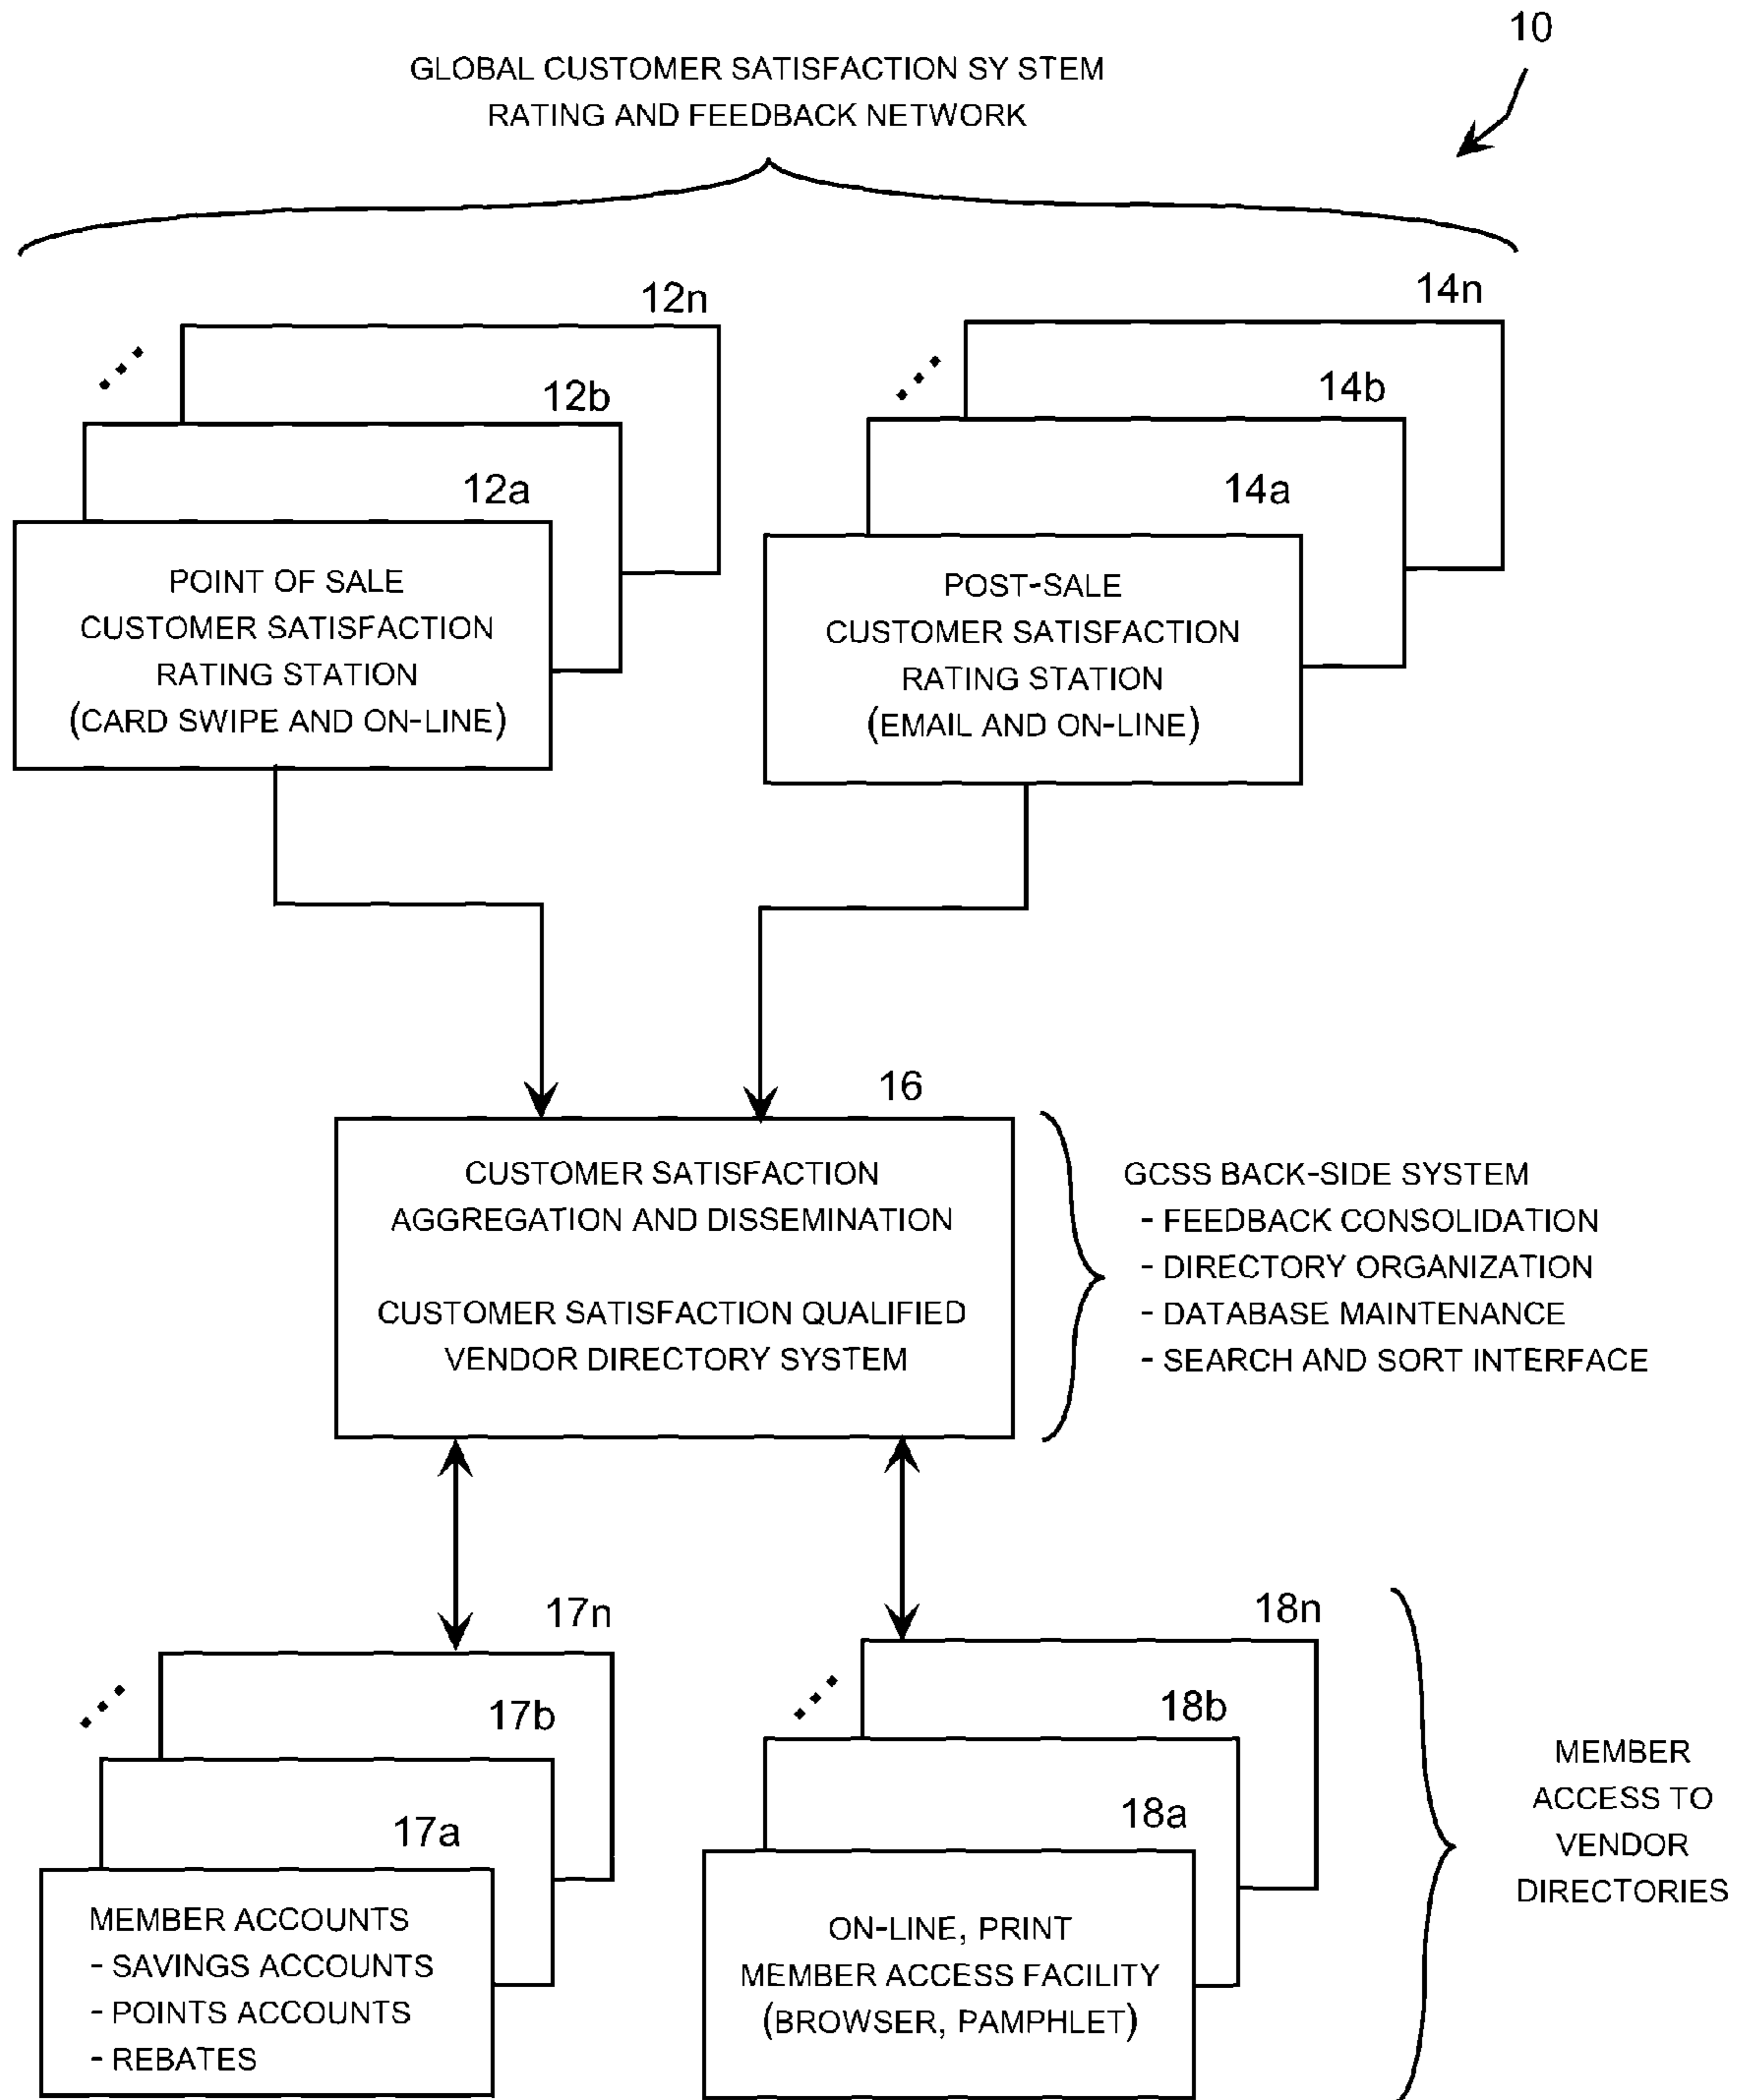 10
GLOBAL CUSTOMER SATISFACTION SY STEM
RATING AND FEEDBACK NETWORK
12n
14n
12b
14b
12a
14a
POINT OF SALE
CUSTOMER SATISFACTION
RATING STATION
(CARD SWIPE AND ON-LINE)
POST-SALE
CUSTOMER SATISFACTION
RATING STATION
(EMAIL AND ON-LINE)
16
CUSTOMER SATISFACTION
AGGREGATION AND DISSEMINATION
CUSTOMER SATISFACTION QUALIFIED
VENDOR DIRECTORY SYSTEM
GCSS BACK-SIDE SYSTEM
- FEEDBACK CONSOLIDATION
- DIRECTORY ORGANIZATION
- DATABASE MAINTENANCE
- SEARCH AND SORT INTERFACE
17n
18n
17b
18b
17a
18a
MEMBER ACCOUNTS
- SAVINGS ACCOUNTS
- POINTS ACCOUNTS
- REBATES
ON-LINE, PRINT
MEMBER ACCESS FACILITY
(BROWSER, PAMPHLET)
MEMBER
ACCESS TO
VENDOR
DIRECTORIES